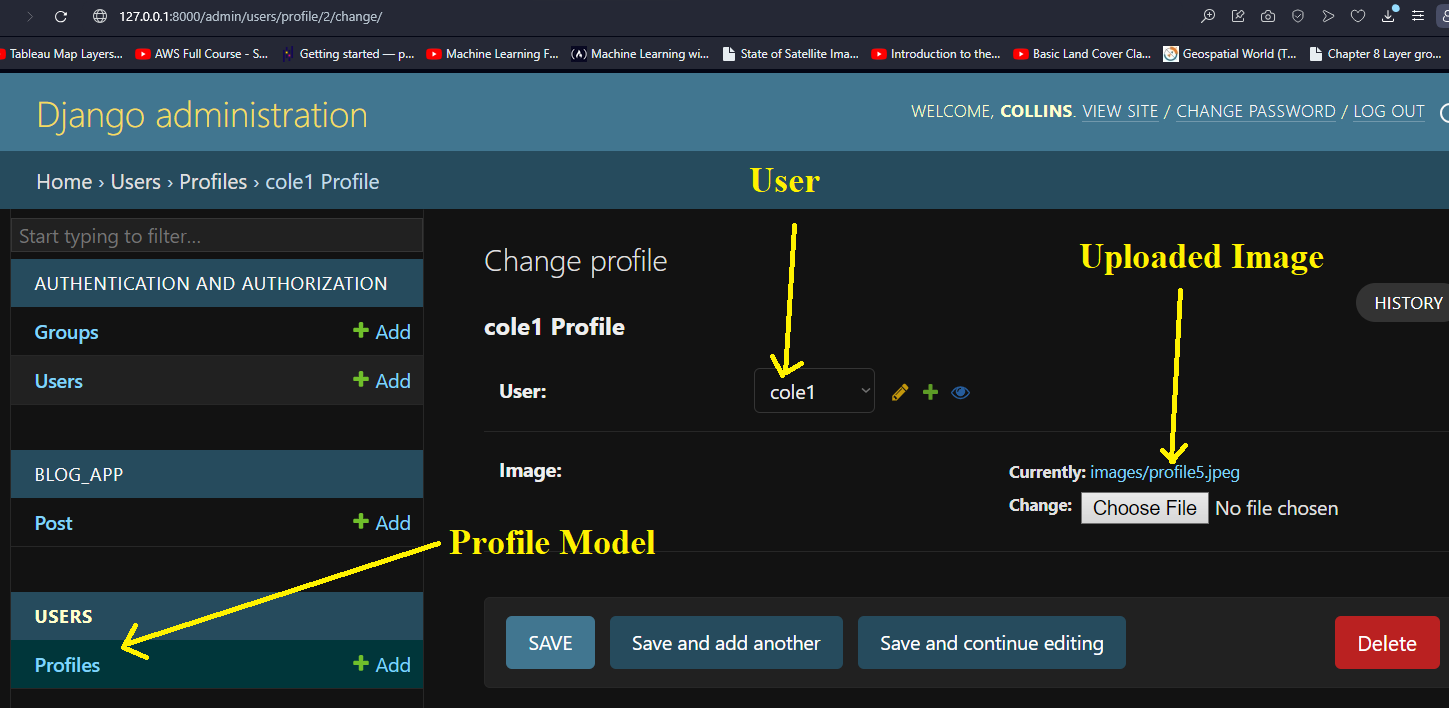 127.0.0.1:8000/admin/users/profile/2/change/
Tableau Map Layers... AWS Full Course - S... Getting started — p... Machine Learning F... Machine Learning wi... State of Satellite Ima... Introduction to the... Basic Land Cover Cla... Geospatial World (T... Chapter 8 Layer gro...
Django administration
WELCOME, COLLINS. VIEW SITE / CHANGE PASSWORD / LOG OUT
Home › Users › Profiles › cole1 Profile
User
Start typing to filter...
Change profile
Uploaded Image
AUTHENTICATION AND AUTHORIZATION
HISTORY
Groups + Add
cole1 Profile
Users + Add
User: cole1
BLOG_APP
Image:
Currently: images/profile5.jpeg
Change: Choose File No file chosen
Post + Add
Profile Model
USERS
SAVE Save and add another Save and continue editing Delete
Profiles + Add